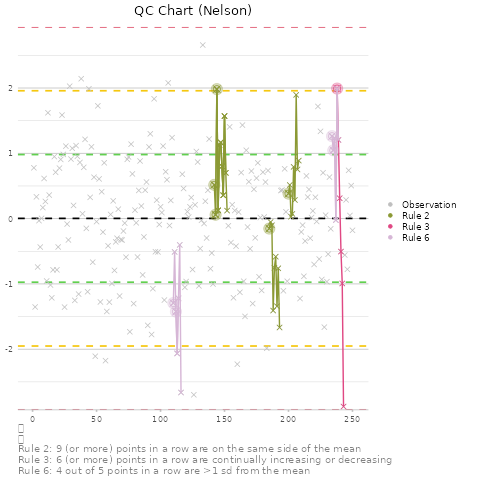 QC Chart (Nelson)
2
1
0
-1
-2
0
50
100
150
200
250
Observation
Rule 2
Rule 3
Rule 6
Rule 2: 9 (or more) points in a row are on the same side of the mean
Rule 3: 6 (or more) points in a row are continually increasing or decreasing
Rule 6: 4 out of 5 points in a row are >1 sd from the mean